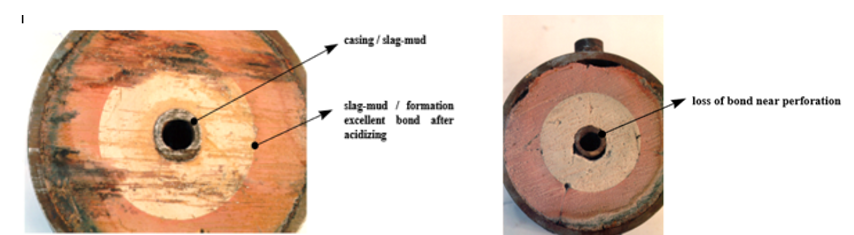 casing / slag-mud
slag-mud / formation
excellent bond after
acidizing
loss of bond near perforation